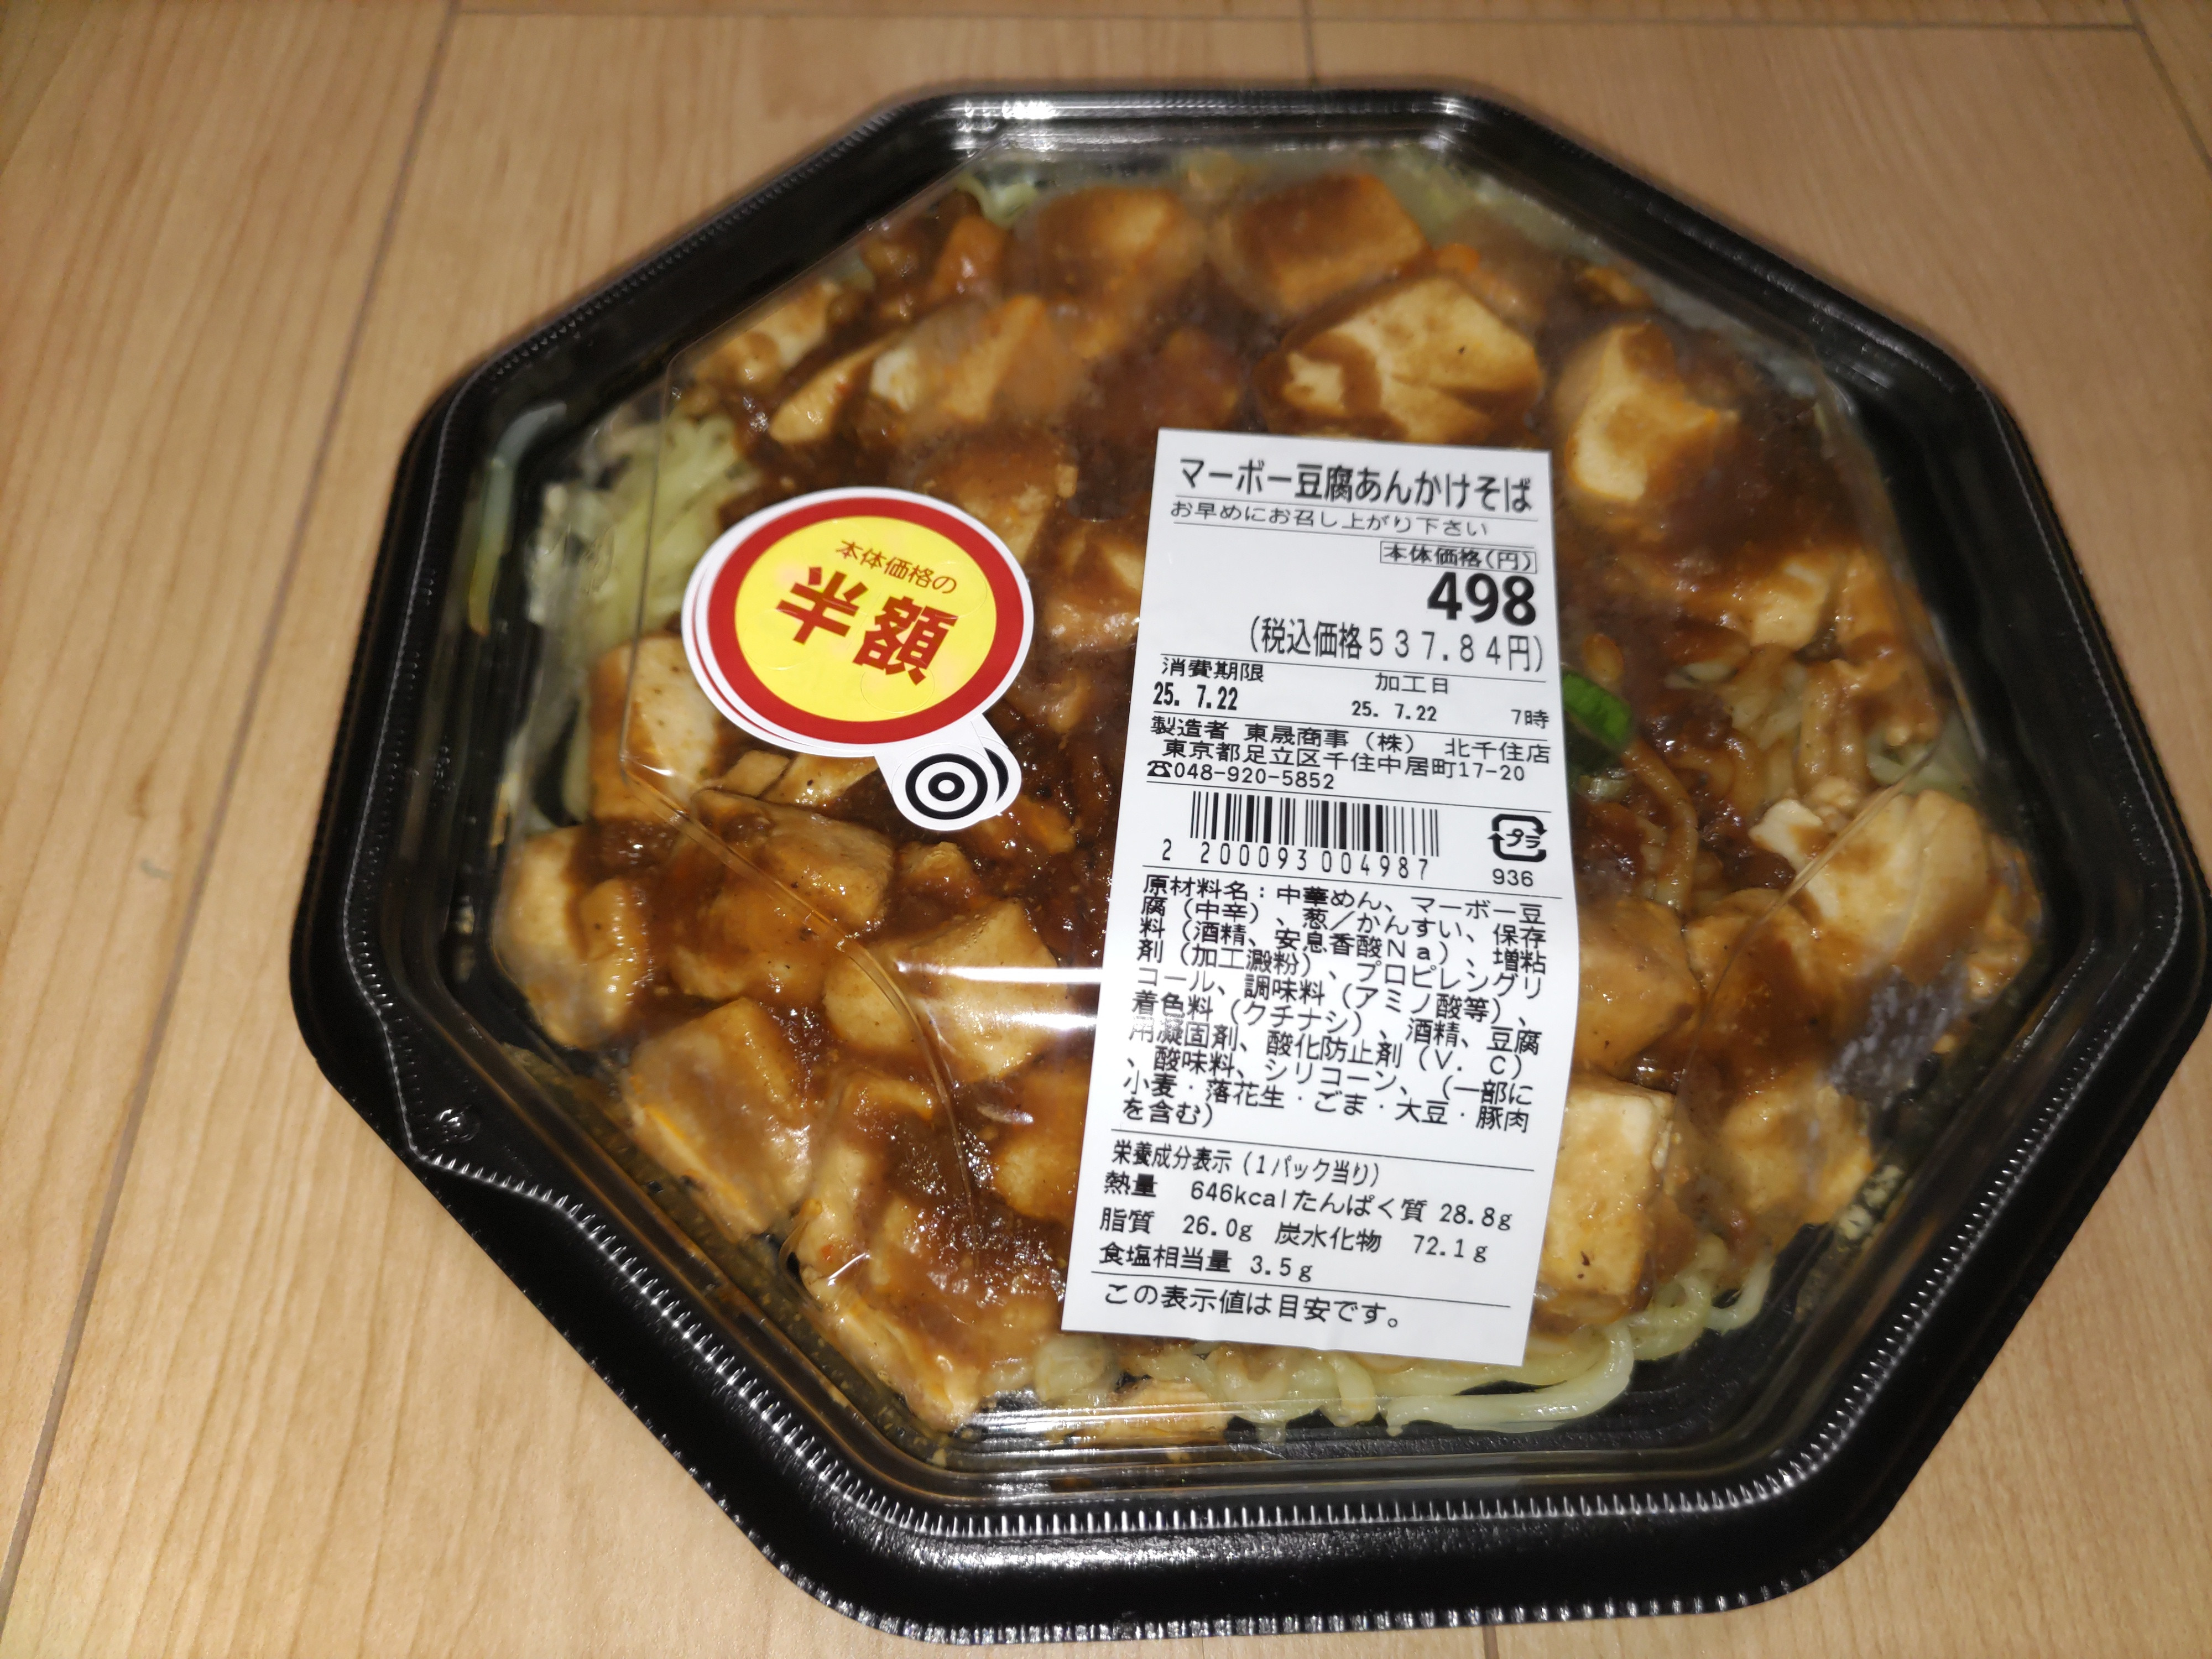 本体価格の
半額
マーボー豆腐あんかけそば
お早めにお召し上がり下さい
本体価格(円)
498
(税込価格537.84円)
消費期限 加工日
25. 7.22 25. 7.22 7時
製造者 東晟商事(株) 北千住店
東京都足立区千住中居町17-20
☎048-920-5852
2 200093 004987
プラ
936
原材料名:中華めん、マーボー豆
腐(中辛)、葱/かんすい、保存
料(酒精、安息香酸Na)、増粘
剤(加工澱粉)、プロピレングリ
コール、調味料(アミノ酸等)、
着色料(クチナシ)、酒精、豆腐
用凝固剤、酸化防止剤(V.C)
、酸味料、シリコーン、(一部に
小麦・落花生・ごま・大豆・豚肉
を含む)
栄養成分表示(1パック当り)
熱量 646kcalたんぱく質 28.8g
脂質 26.0g 炭水化物 72.1g
食塩相当量 3.5g
この表示値は目安です。